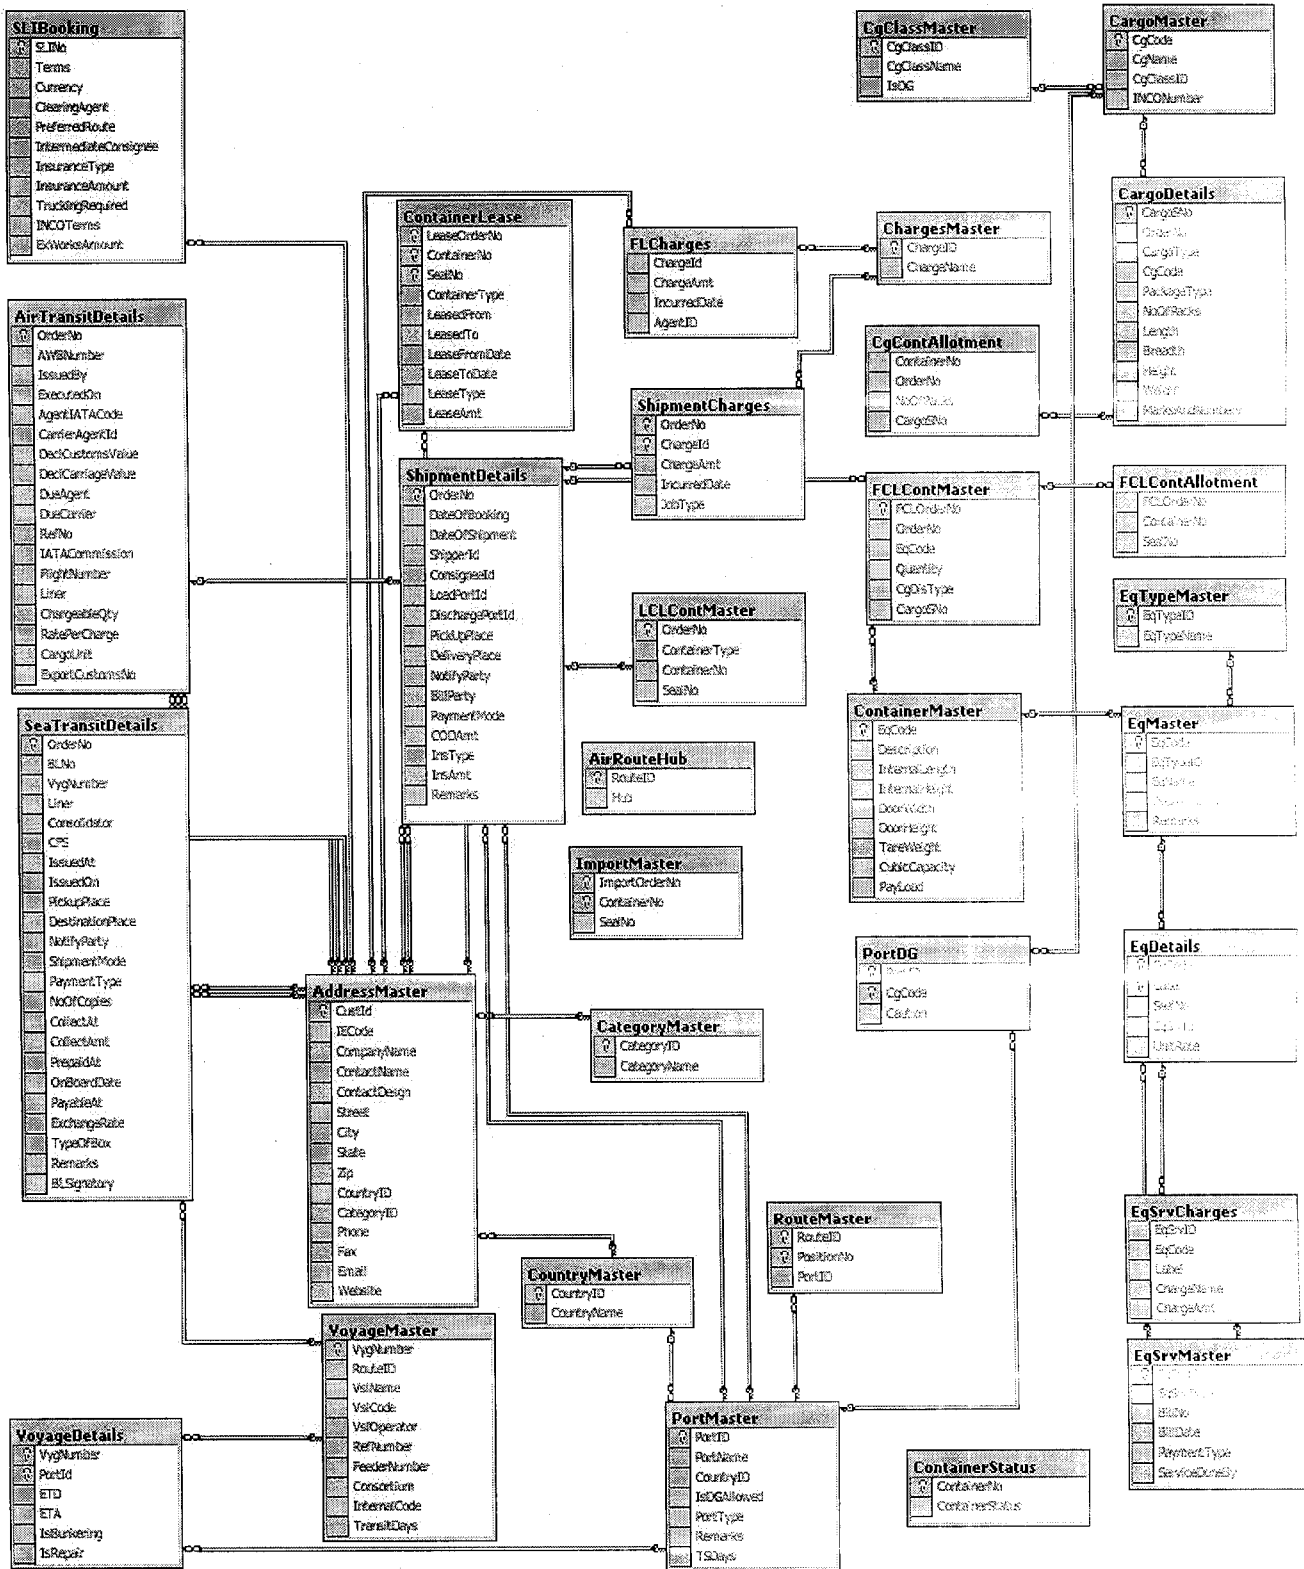 SLIBooking
SLINo
Terms
Currency
ClearingAgent
PreferredRoute
IntermediateConsignee
InsuranceType
InsuranceAmount
TruckingRequired
INCOTerms
ExWorksAmount
CgClassMaster
CgClassID
CgClassName
IsDG
CargoMaster
CgCode
CgName
CgClassID
INCONumber
CargoDetails
CargoSNo
OrderNo
CargoType
CgCode
PackageType
NoOfPacks
Length
Breadth
Height
Weight
MarksAndNumbers
ContainerLease
LeaseOrderNo
ContainerNo
SealNo
ContainerType
LeasedFrom
LeasedTo
LeaseFromDate
LeaseToDate
LeaseType
LeaseAmt
FLCharges
ChargeId
ChargeAmt
IncurredDate
AgentID
ChargesMaster
ChargeID
ChargeName
AirTransitDetails
OrderNo
AWBNumber
IssuedBy
ExecutedOn
AgentIATACode
CarrierAgentId
DeclCustomsValue
DeclCarriageValue
DueAgent
DueCarrier
RefNo
IATACommission
FlightNumber
Liner
ChargeableQty
RatePerCharge
CargoUnit
ExportCustomsNo
CgContAllotment
ContainerNo
OrderNo
NoOfPacks
CargoSNo
ShipmentCharges
OrderNo
ChargeId
ChargeAmt
IncurredDate
JobType
ShipmentDetails
OrderNo
DateOfBooking
DateOfShipment
ShipperId
ConsigneeId
LoadPortId
DischargePortId
PickUpPlace
DeliveryPlace
NotifyParty
BillParty
PaymentMode
CODAmt
InsType
InsAmt
Remarks
FCLContMaster
FCLOrderNo
OrderNo
EqCode
Quantity
CgDisType
CargoSNo
FCLContAllotment
FCLOrderNo
ContainerNo
SealNo
LCLContMaster
OrderNo
ContainerType
ContainerNo
SealNo
EqTypeMaster
EqTypeID
EqTypeName
SeaTransitDetails
OrderNo
BLNo
VygNumber
Liner
Consolidator
CFS
IssuedAt
IssuedOn
PickupPlace
DestinationPlace
NotifyParty
ShipmentMode
PaymentType
NoOfCopies
CollectAt
CollectAmt
PrepaidAt
OnBoardDate
PayableAt
ExchangeRate
TypeOfBox
Remarks
BLSignatory
AirRouteHub
RouteID
Hub
ContainerMaster
EqCode
Description
InternalLength
InternalHeight
DoorWidth
DoorHeight
TareWeight
CubicCapacity
PayLoad
EqMaster
EqCode
EqTypeID
EqName
Remarks
ImportMaster
ImportOrderNo
ContainerNo
SealNo
PortDG
CgCode
Caution
EqDetails
Label
SerialNo
UnitRate
AddressMaster
CustId
IECode
CompanyName
ContactName
ContactDesign
Street
City
State
Zip
CountryID
CategoryID
Phone
Fax
Email
Website
CategoryMaster
CategoryID
CategoryName
EqSrvCharges
EqSrvID
EqCode
Label
ChargeName
ChargeAmt
RouteMaster
RouteID
PositionNo
PortID
CountryMaster
CountryID
CountryName
VoyageMaster
VygNumber
RouteID
VslName
VslCode
VslOperator
RefNumber
FeederNumber
Consortium
InternalCode
TransitDays
EqSrvMaster
BillNo
BillDate
PaymentType
ServiceDoneBy
VoyageDetails
VygNumber
PortId
ETD
ETA
IsBunkering
IsRepair
PortMaster
PortID
PortName
CountryID
IsDGAllowed
PortType
Remarks
TSDays
ContainerStatus
ContainerNo
ContainerStatus